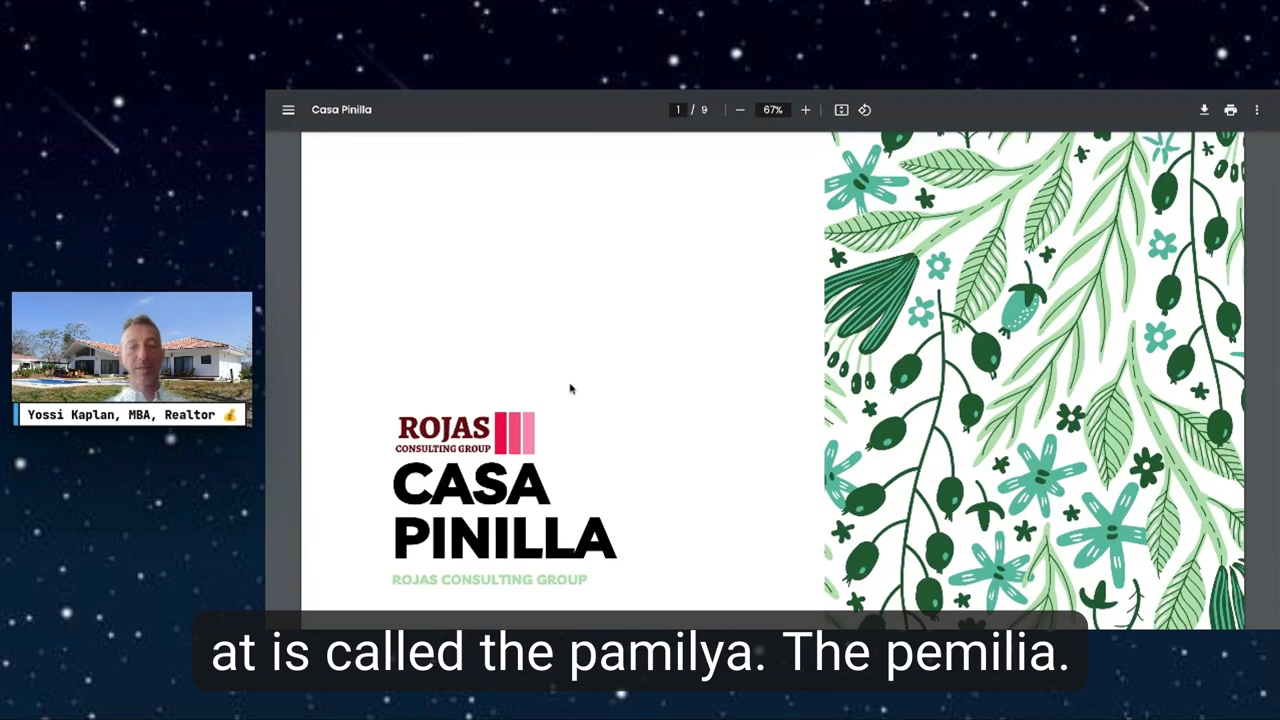 Casa Pinilla
1 / 9
67%
ROJAS
CONSULTING GROUP
CASA
PINILLA
ROJAS CONSULTING GROUP
Yossi Kaplan, MBA, Realtor 💰
at is called the pamilya. The pemilia.